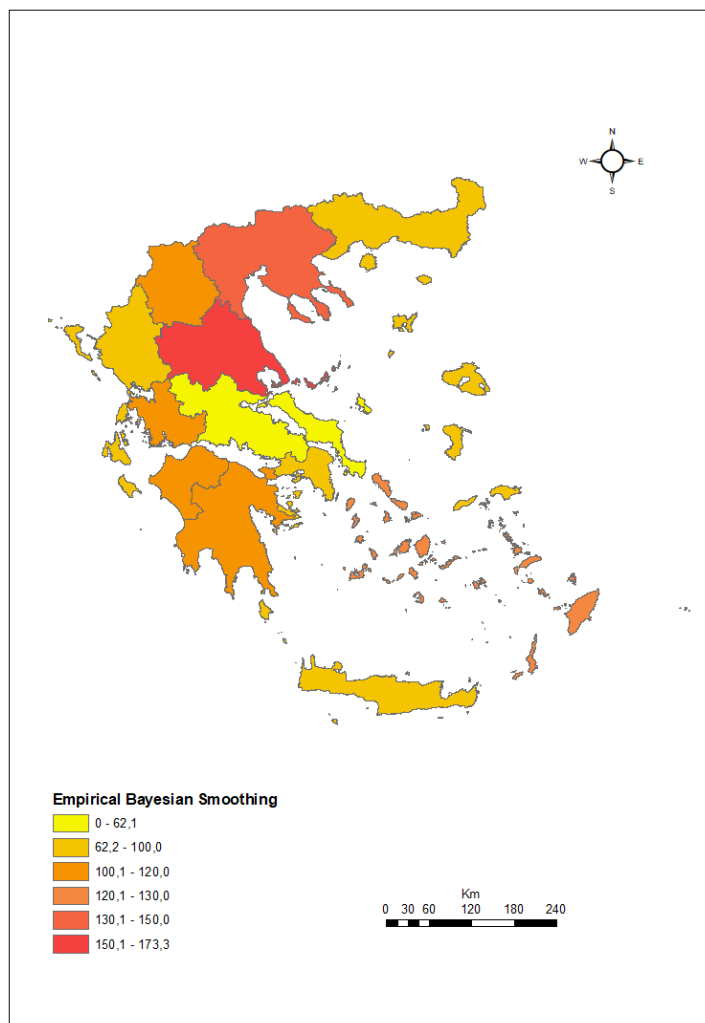 N
W E
S
Empirical Bayesian Smoothing
0 - 62,1
62,2 - 100,0
100,1 - 120,0
120,1 - 130,0
130,1 - 150,0
150,1 - 173,3
Km
0 30 60 120 180 240